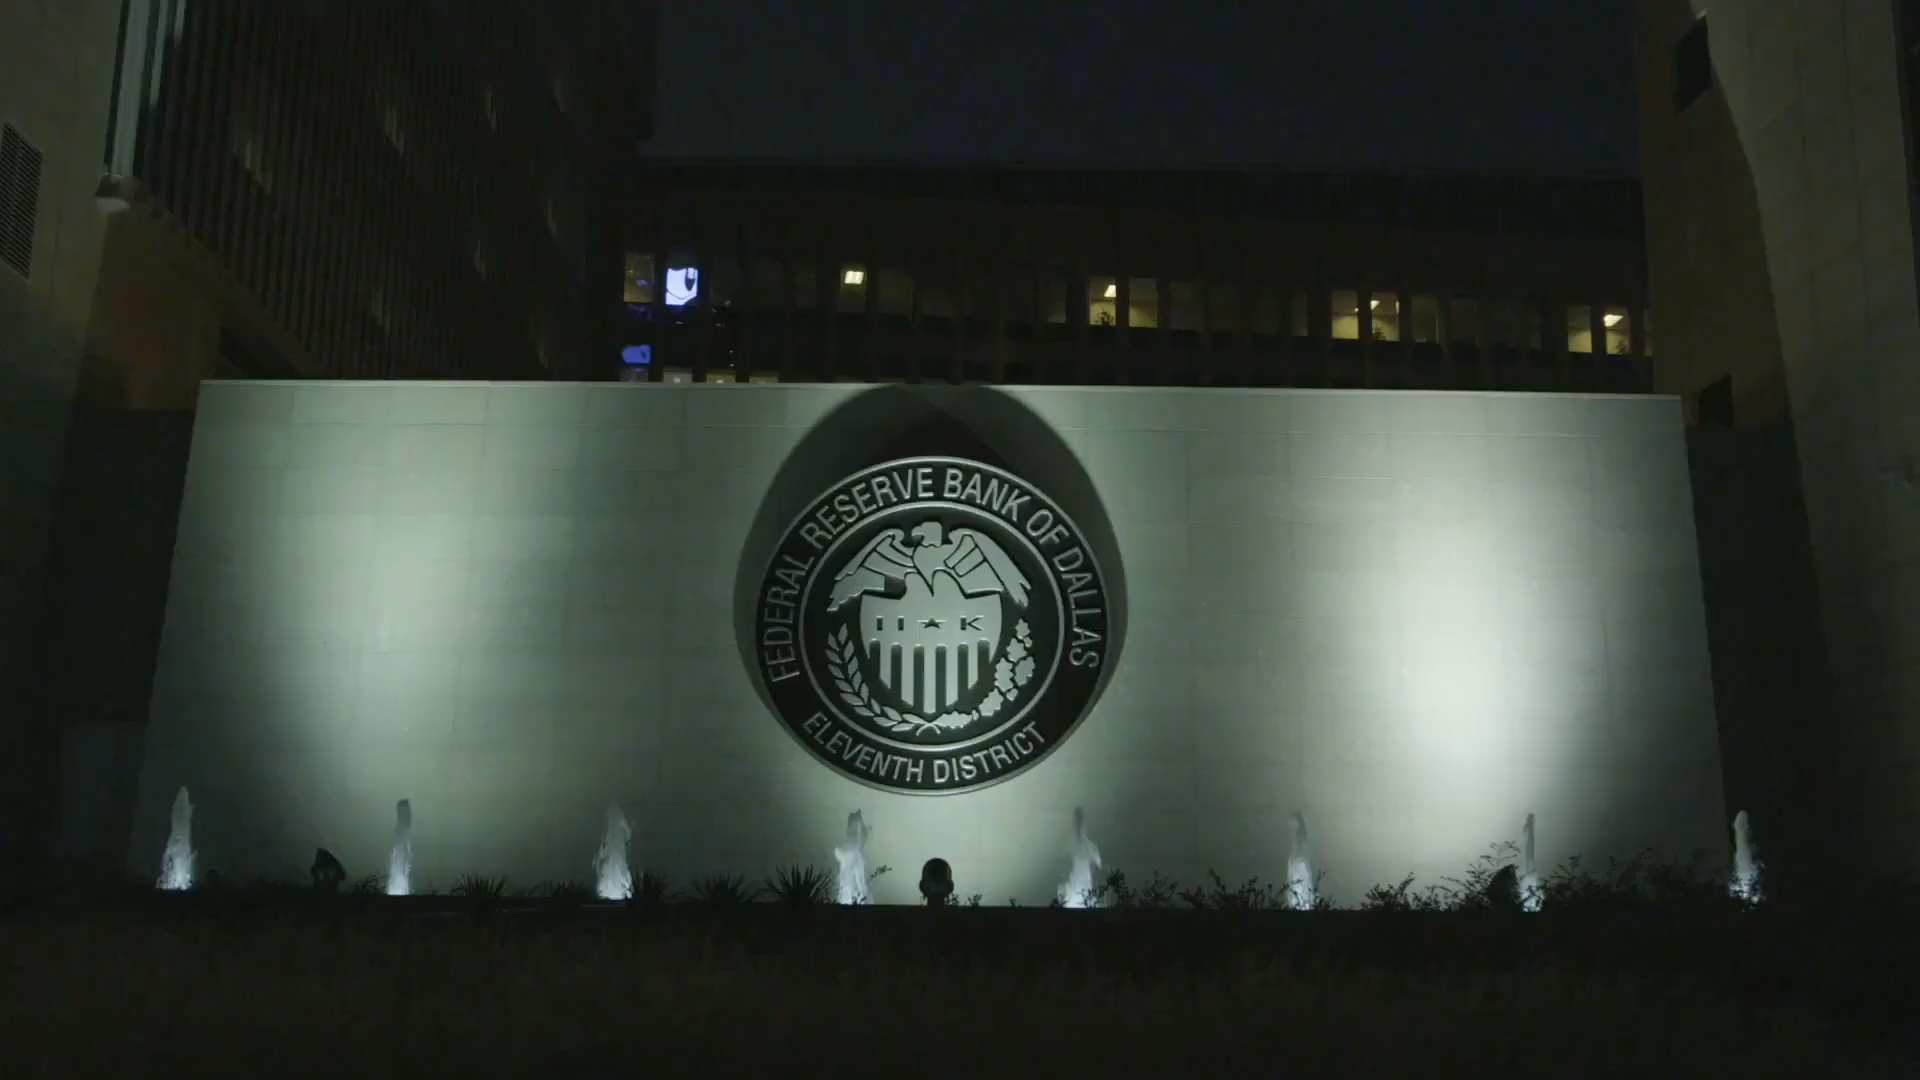 FEDERAL RESERVE BANK OF DALLAS
11★K
ELEVENTH DISTRICT